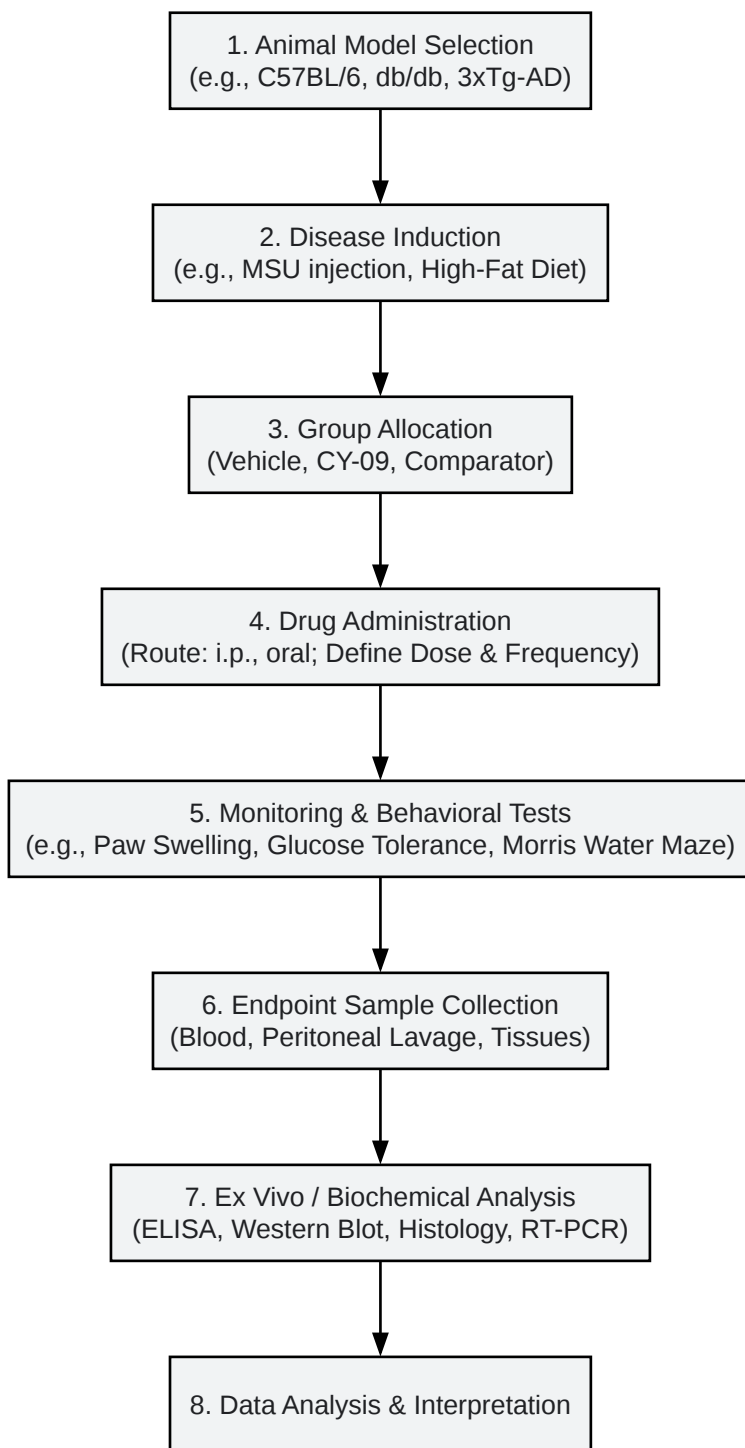 1. Animal Model Selection
(e.g., C57BL/6, db/db, 3xTg-AD)
2. Disease Induction
(e.g., MSU injection, High-Fat Diet)
3. Group Allocation
(Vehicle, CY-09, Comparator)
4. Drug Administration
(Route: i.p., oral; Define Dose & Frequency)
5. Monitoring & Behavioral Tests
(e.g., Paw Swelling, Glucose Tolerance, Morris Water Maze)
6. Endpoint Sample Collection
(Blood, Peritoneal Lavage, Tissues)
7. Ex Vivo / Biochemical Analysis
(ELISA, Western Blot, Histology, RT-PCR)
8. Data Analysis & Interpretation